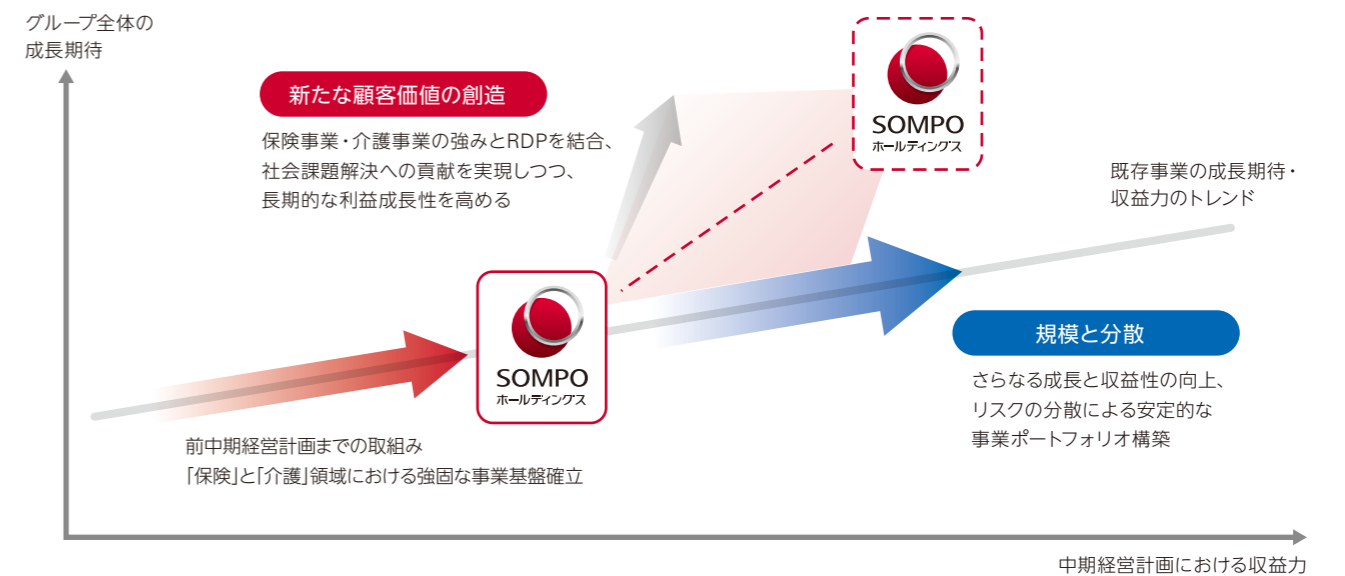 グループ全体の
成長期待
新たな顧客価値の創造
保険事業・介護事業の強みとRDPを結合、
社会課題解決への貢献を実現しつつ、
長期的な利益成長性を高める
SOMPO
ホールディングス
既存事業の成長期待・
収益力のトレンド
SOMPO
ホールディングス
規模と分散
さらなる成長と収益性の向上、
リスクの分散による安定的な
事業ポートフォリオ構築
前中期経営計画までの取組み
「保険」と「介護」領域における強固な事業基盤確立
中期経営計画における収益力